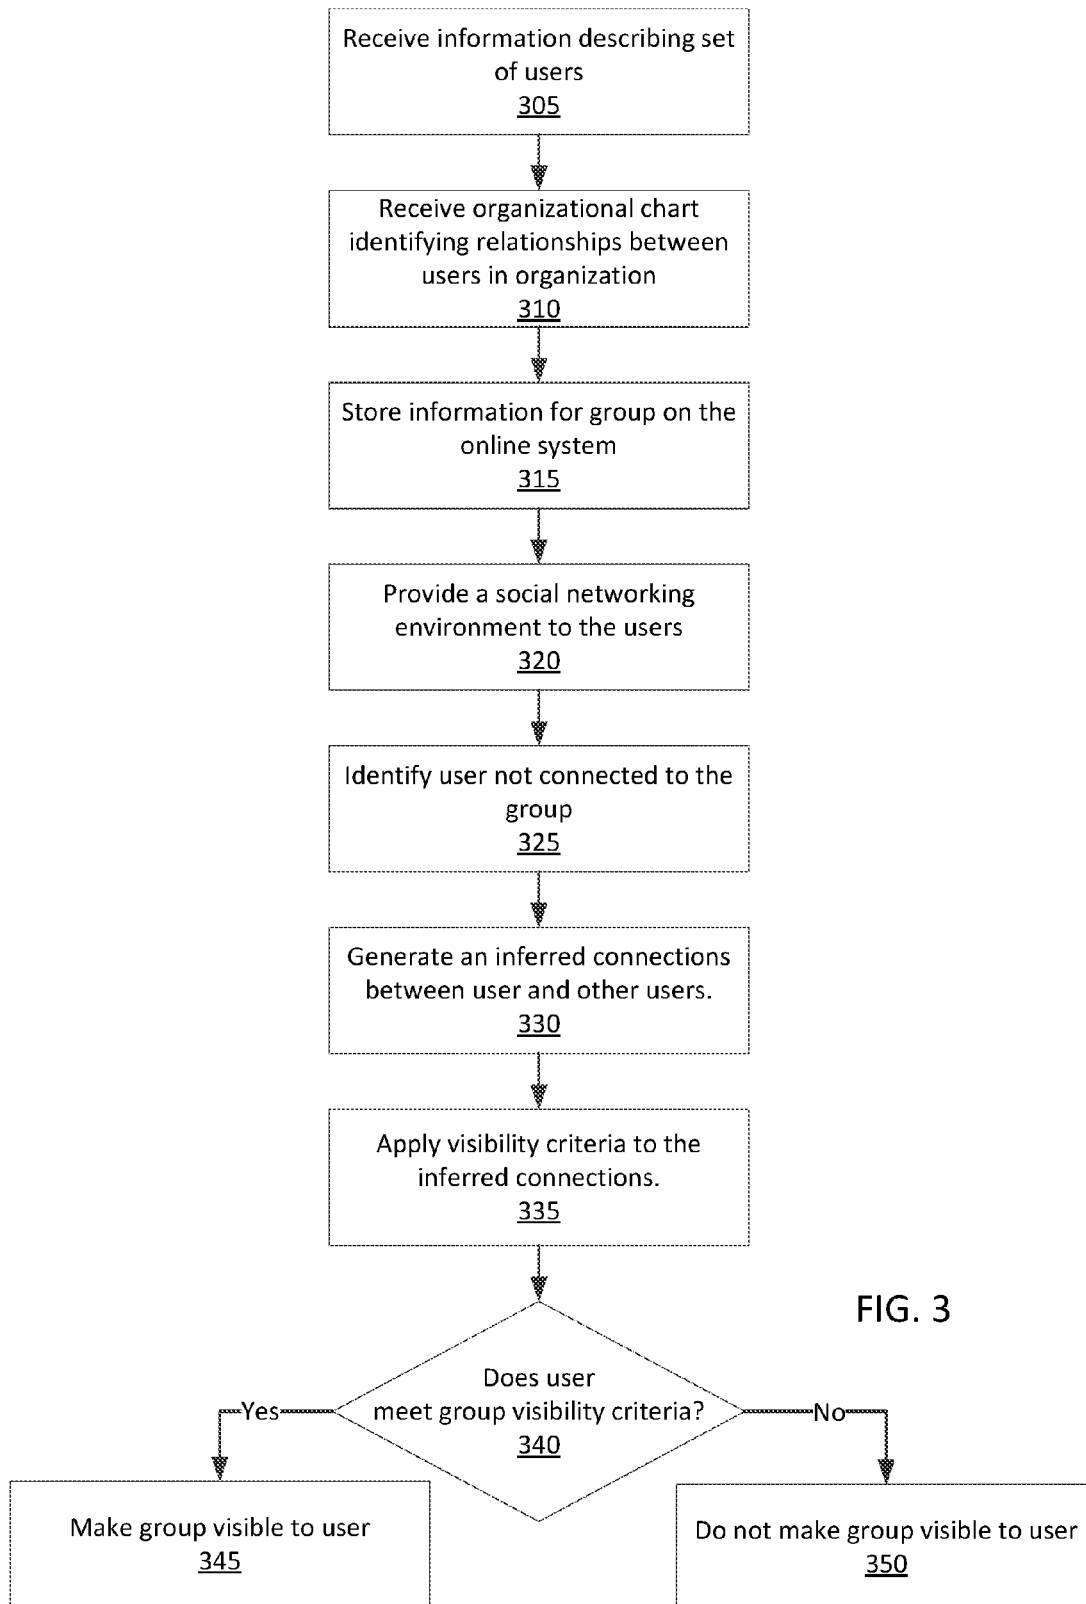 Receive information describing set
of users
305
Receive organizational chart
identifying relationships between
users in organization
310
Store information for group on the
online system
315
Provide a social networking
environment to the users
320
Identify user not connected to the
group
325
Generate an inferred connections
between user and other users.
330
Apply visibility criteria to the
inferred connections.
335
FIG. 3
Does user
meet group visibility criteria?
340
Yes
No
Make group visible to user
345
Do not make group visible to user
350